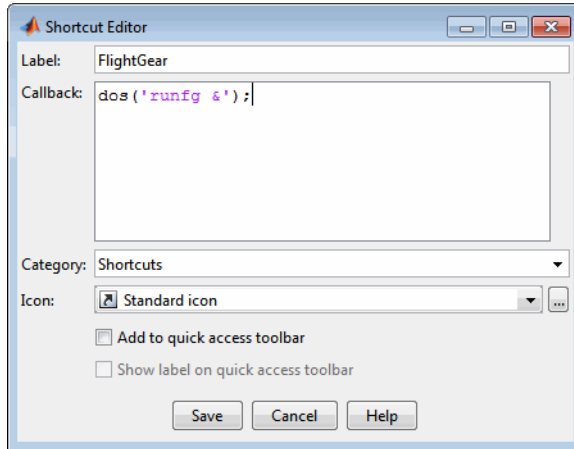 Shortcut Editor
Label: FlightGear
Callback: dos('runfg &');
Category: Shortcuts
Icon: Standard icon ...
Add to quick access toolbar
Show label on quick access toolbar
Save Cancel Help